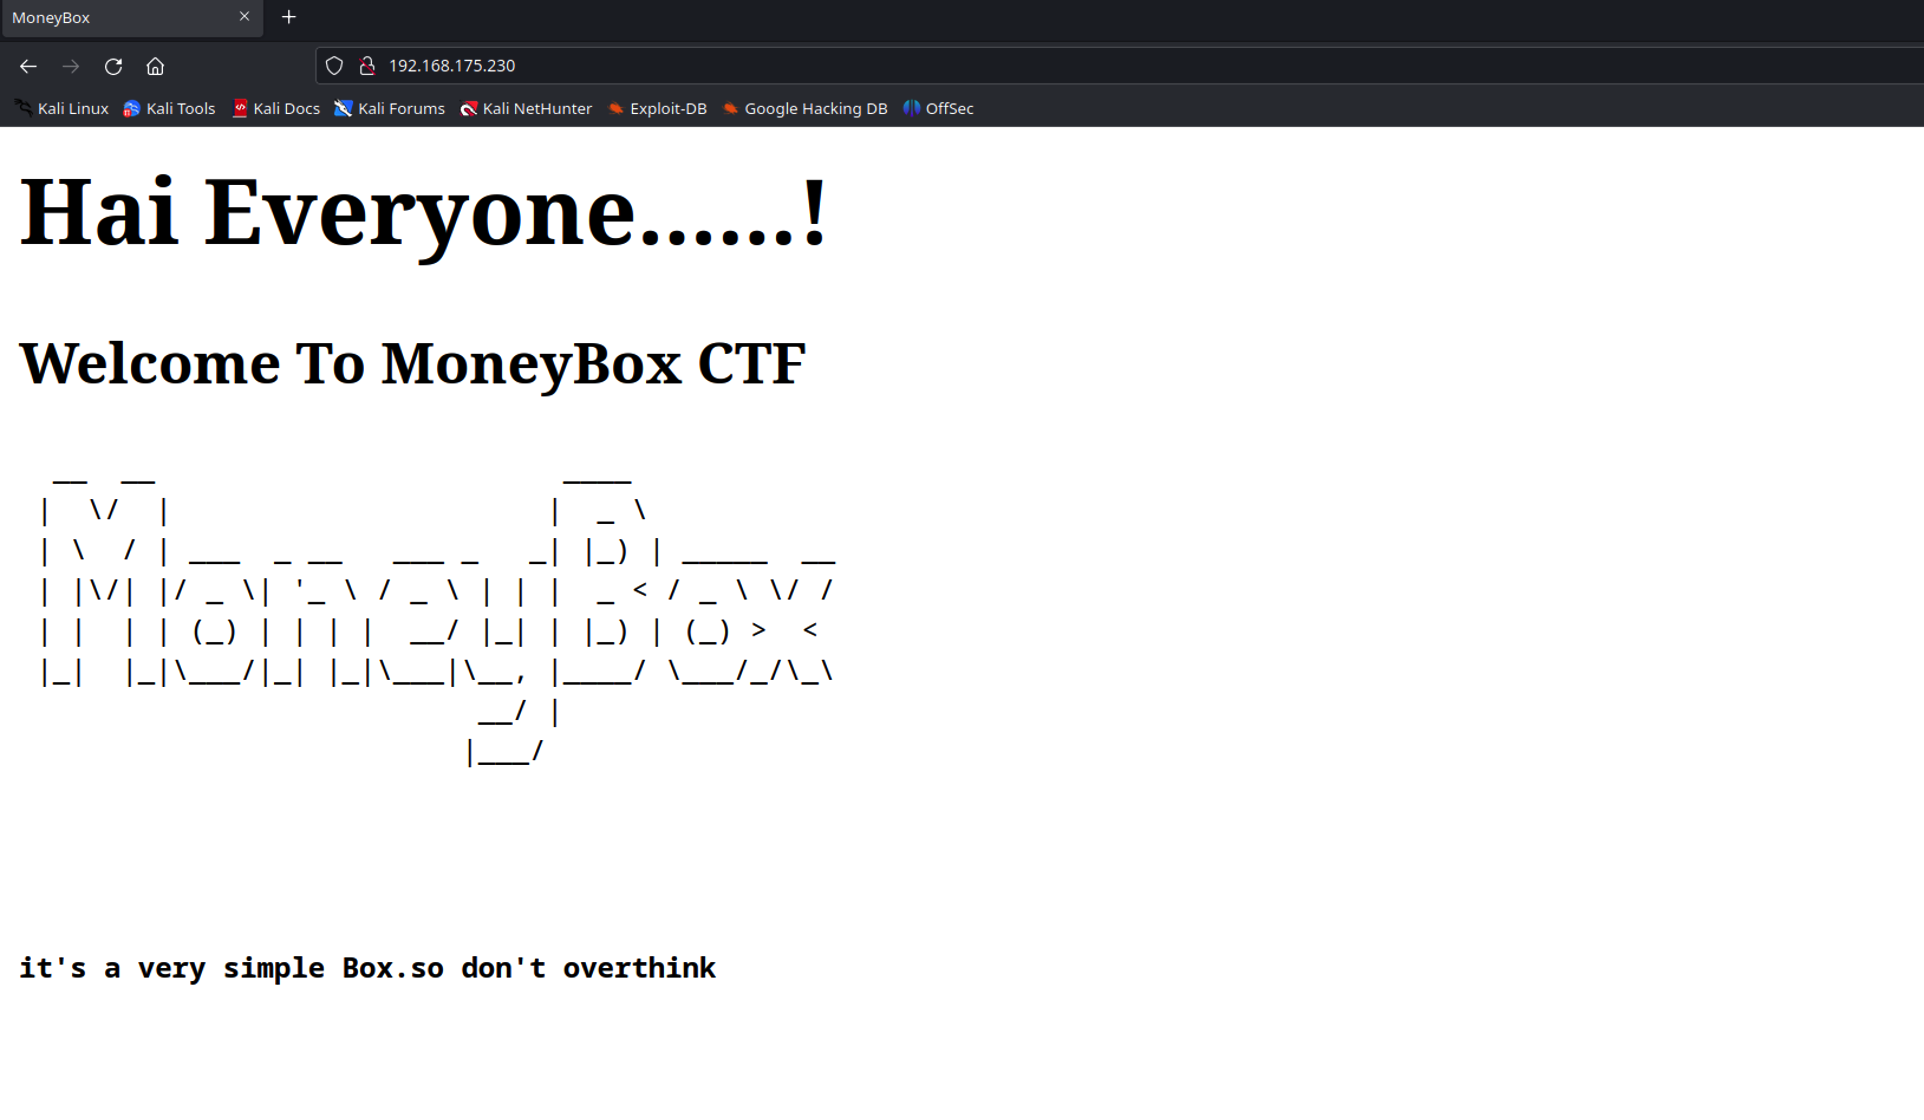 MoneyBox
192.168.175.230
Kali Linux Kali Tools Kali Docs Kali Forums Kali NetHunter Exploit-DB Google Hacking DB OffSec
Hai Everyone......!
Welcome To MoneyBox CTF
  __  __                        ____
 |  \/  |                      |  _ \
 | \  / | ___  _ __   ___ _   _| |_) | _____  __
 | |\/| |/ _ \| '_ \ / _ \ | | |  _ < / _ \ \/ /
 | |  | | (_) | | | |  __/ |_| | |_) | (_) >  <
 |_|  |_|\___/|_| |_|\___|\__, |____/ \___/_/\_\
                           __/ |
                          |___/
it's a very simple Box.so don't overthink